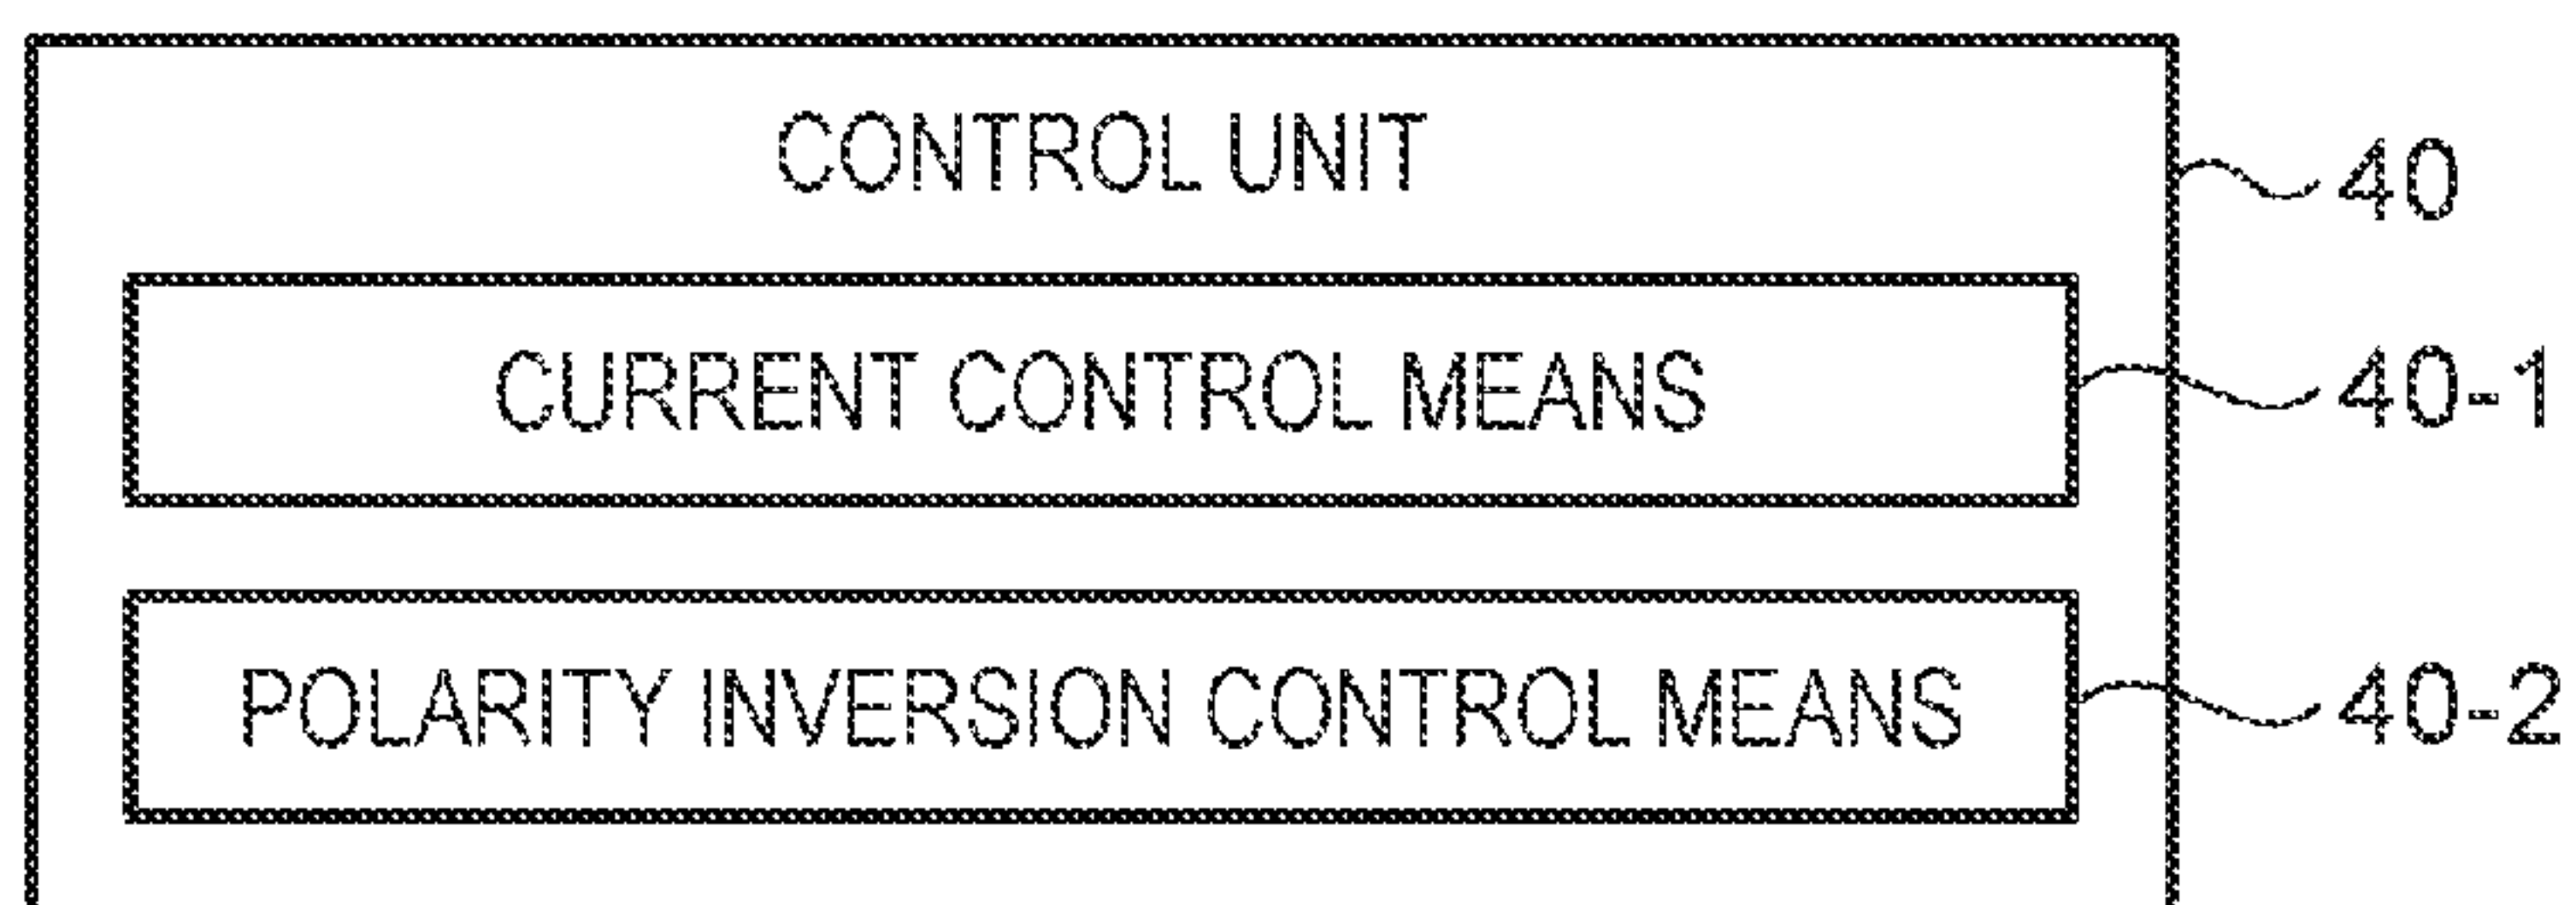 CONTROL UNIT
40
CURRENT CONTROL MEANS
40-1
POLARITY INVERSION CONTROL MEANS
40-2